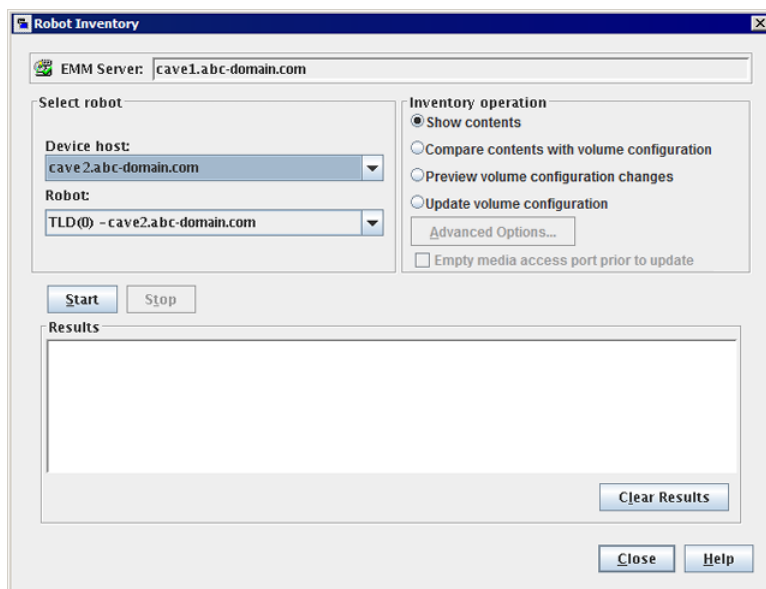 Robot Inventory
EMM Server: cave1.abc-domain.com
Select robot
Device host:
cave2.abc-domain.com
Robot:
TLD(0) - cave2.abc-domain.com
Inventory operation
Show contents
Compare contents with volume configuration
Preview volume configuration changes
Update volume configuration
Advanced Options...
Empty media access port prior to update
Start Stop
Results
Clear Results
Close Help